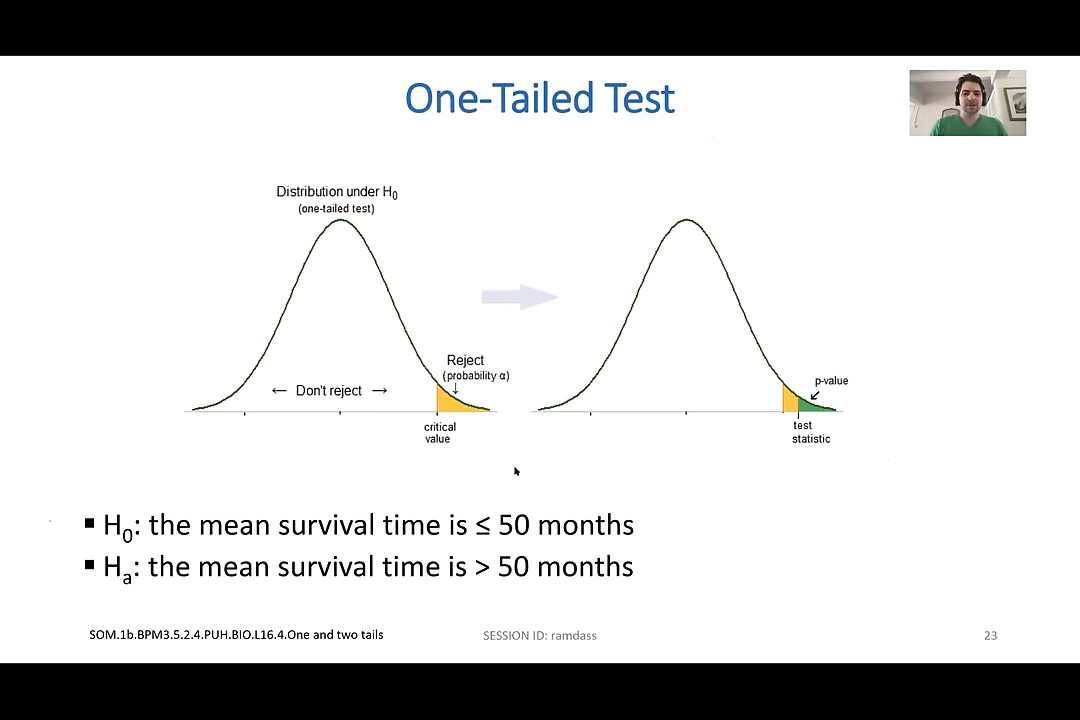 One-Tailed Test
Distribution under H₀
(one-tailed test)
Reject
(probability α)
← Don't reject →
critical
value
p-value
test
statistic
▪ H₀: the mean survival time is ≤ 50 months
▪ Hₐ: the mean survival time is > 50 months
SOM.1b.BPM3.5.2.4.PUH.BIO.L16.4.One and two tails
SESSION ID: ramdass
23